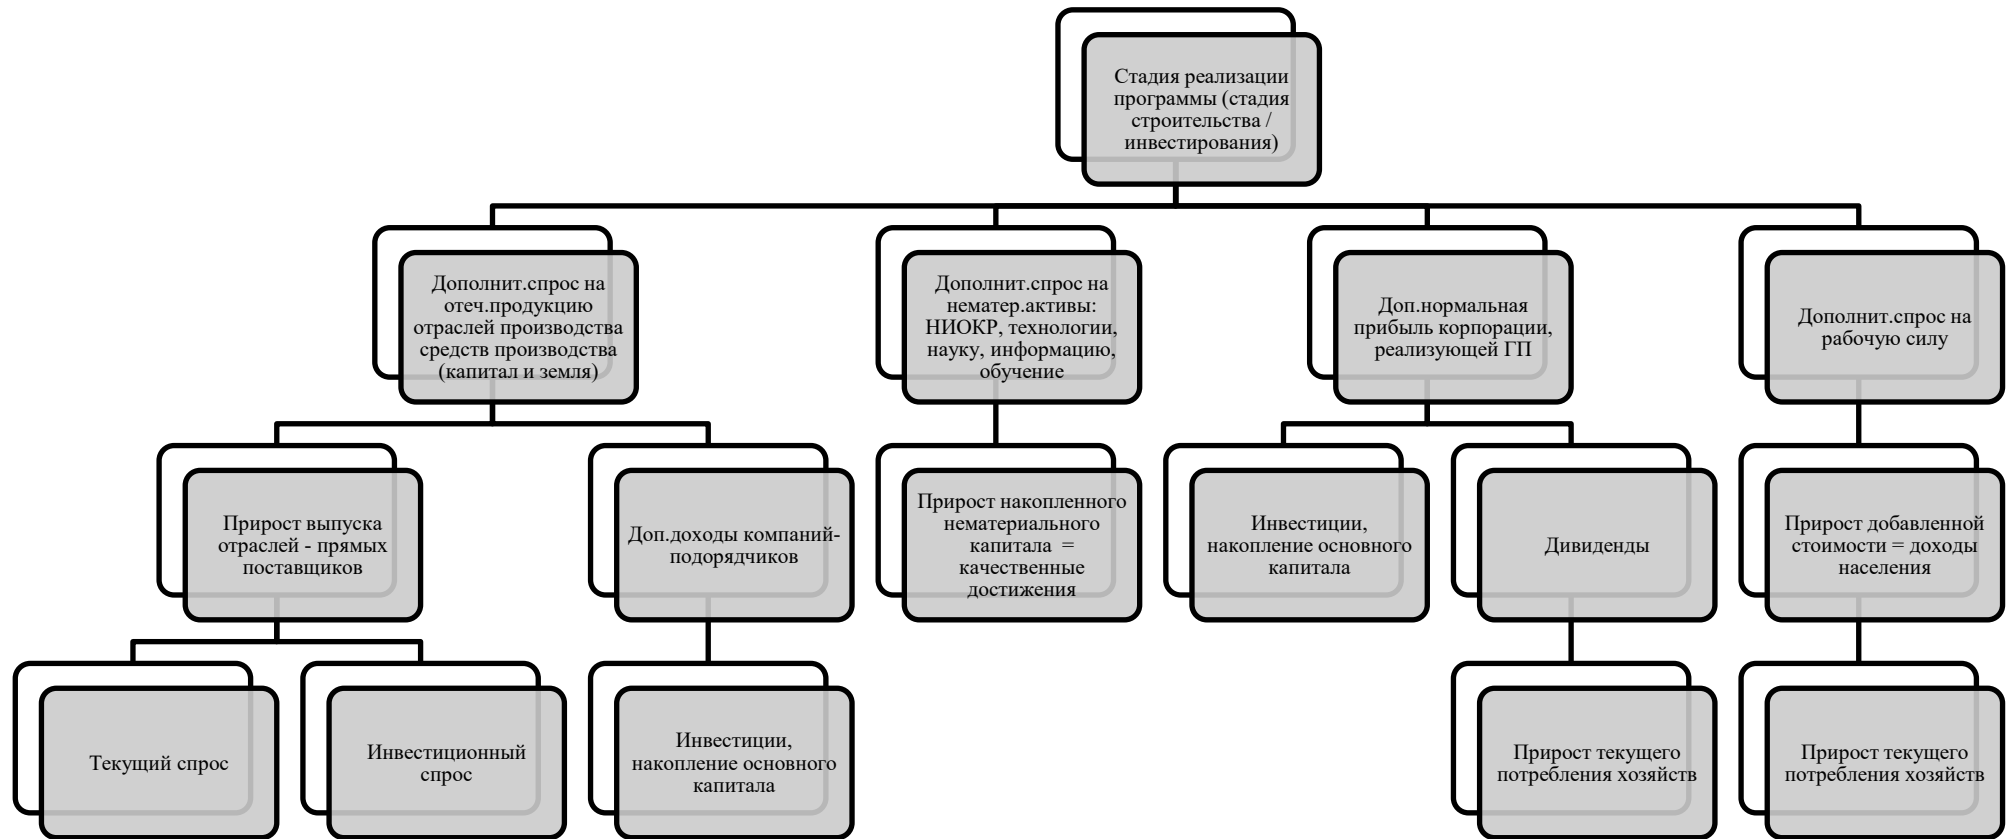 Стадия реализации
программы (стадия
строительства /
инвестирования)
Дополнит.спрос на
отеч.продукцию
отраслей производства
средств производства
(капитал и земля)
Дополнит.спрос на
нематер.активы:
НИОКР, технологии,
науку, информацию,
обучение
Доп.нормальная
прибыль корпорации,
реализующей ГП
Дополнит.спрос на
рабочую силу
Прирост выпуска
отраслей - прямых
поставщиков
Доп.доходы компаний-
подорядчиков
Прирост накопленного
нематериального
капитала =
качественные
достижения
Инвестиции,
накопление основного
капитала
Дивиденды
Прирост добавленной
стоимости = доходы
населения
Текущий спрос
Инвестиционный
спрос
Инвестиции,
накопление основного
капитала
Прирост текущего
потребления хозяйств
Прирост текущего
потребления хозяйств